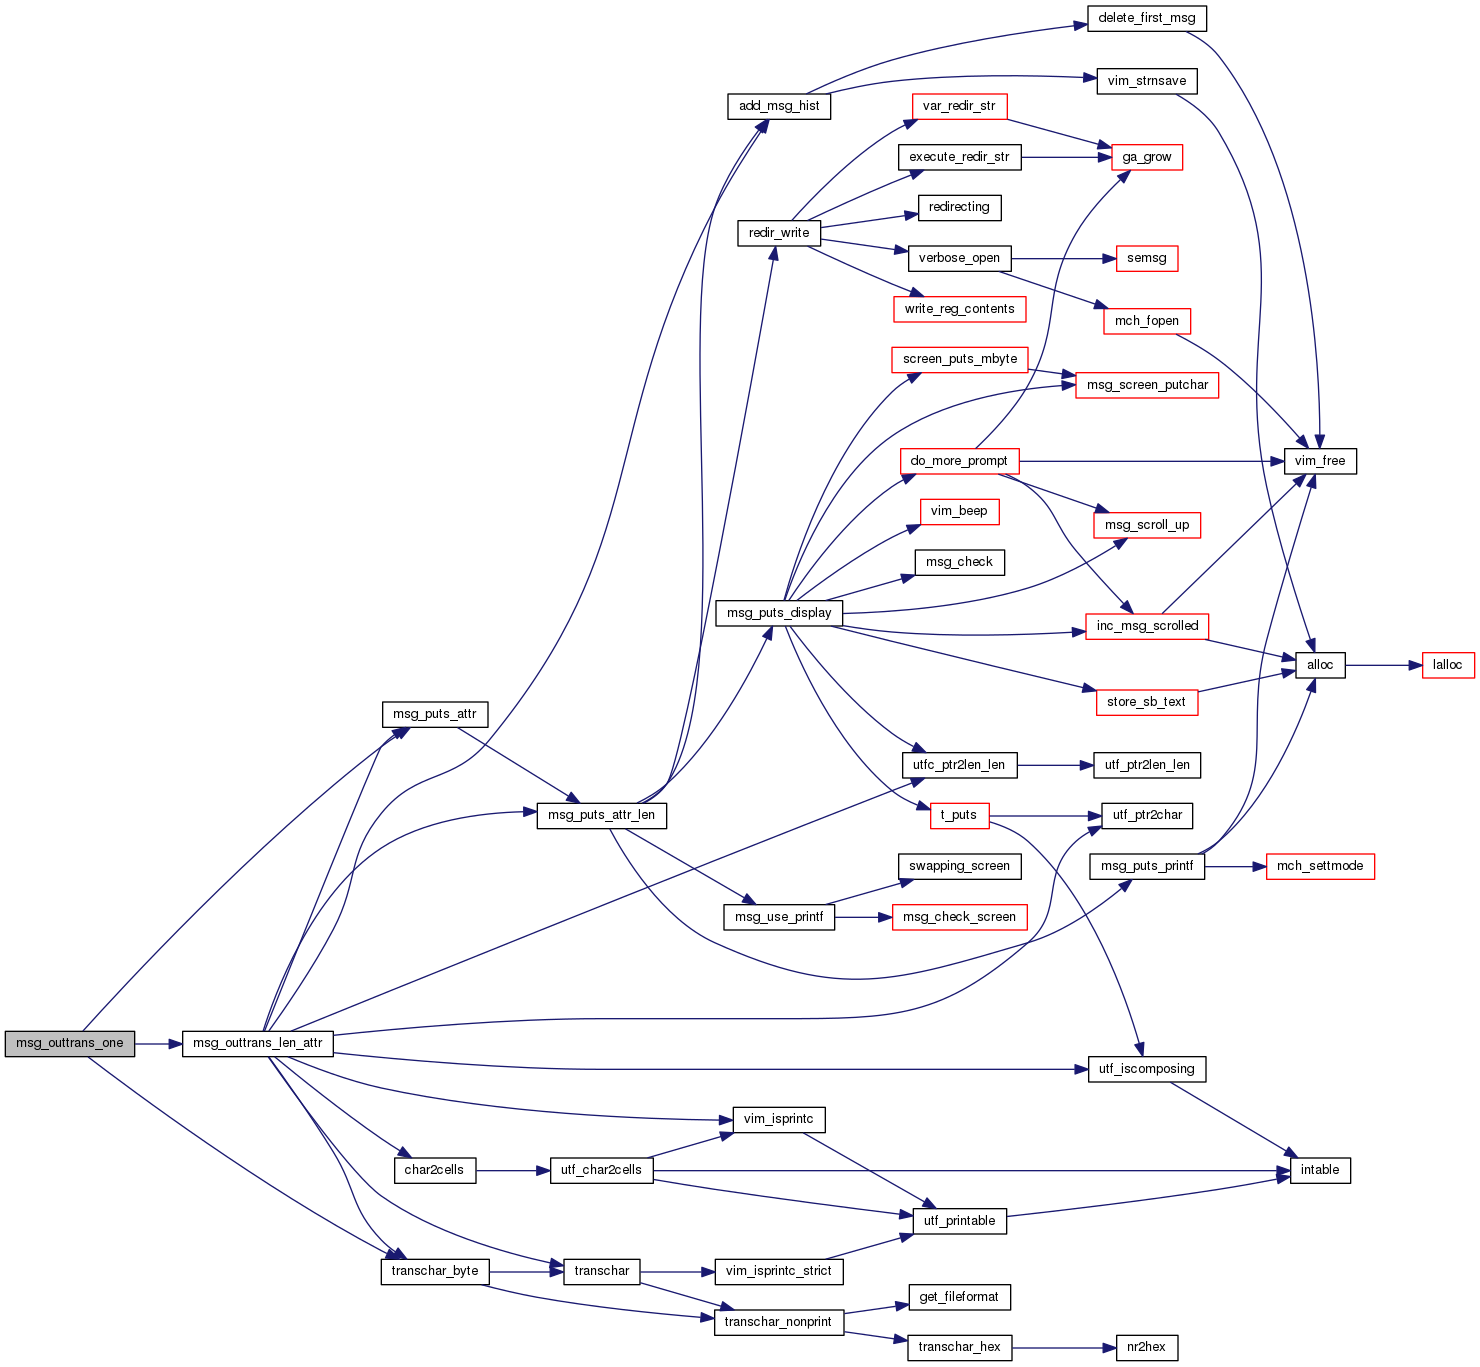 delete_first_msg
vim_strnsave
add_msg_hist
var_redir_str
execute_redir_str
ga_grow
redirecting
redir_write
verbose_open
semsg
write_reg_contents
mch_fopen
screen_puts_mbyte
msg_screen_putchar
do_more_prompt
vim_free
vim_beep
msg_scroll_up
msg_check
msg_puts_display
inc_msg_scrolled
alloc
lalloc
store_sb_text
msg_puts_attr
utfc_ptr2len_len
utf_ptr2len_len
msg_puts_attr_len
t_puts
utf_ptr2char
swapping_screen
msg_puts_printf
mch_settmode
msg_use_printf
msg_check_screen
msg_outtrans_one
msg_outtrans_len_attr
utf_iscomposing
vim_isprintc
char2cells
utf_char2cells
intable
utf_printable
transchar_byte
transchar
vim_isprintc_strict
get_fileformat
transchar_nonprint
transchar_hex
nr2hex